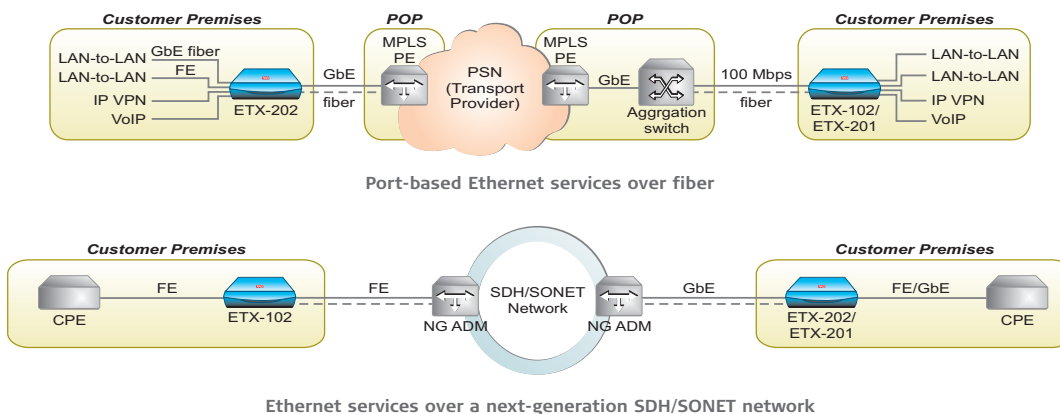 Customer Premises
POP
POP
Customer Premises
LAN-to-LAN
GbE fiber
LAN-to-LAN
FE
IP VPN
VoIP
ETX-202
GbE
fiber
MPLS
PE
PSN
(Transport
Provider)
MPLS
PE
GbE
Aggrgation
switch
100 Mbps
fiber
ETX-102/
ETX-201
LAN-to-LAN
LAN-to-LAN
IP VPN
VoIP
Port-based Ethernet services over fiber
Customer Premises
Customer Premises
CPE
FE
ETX-102
FE
NG ADM
SDH/SONET
Network
NG ADM
GbE
ETX-202/
ETX-201
FE/GbE
CPE
Ethernet services over a next-generation SDH/SONET network